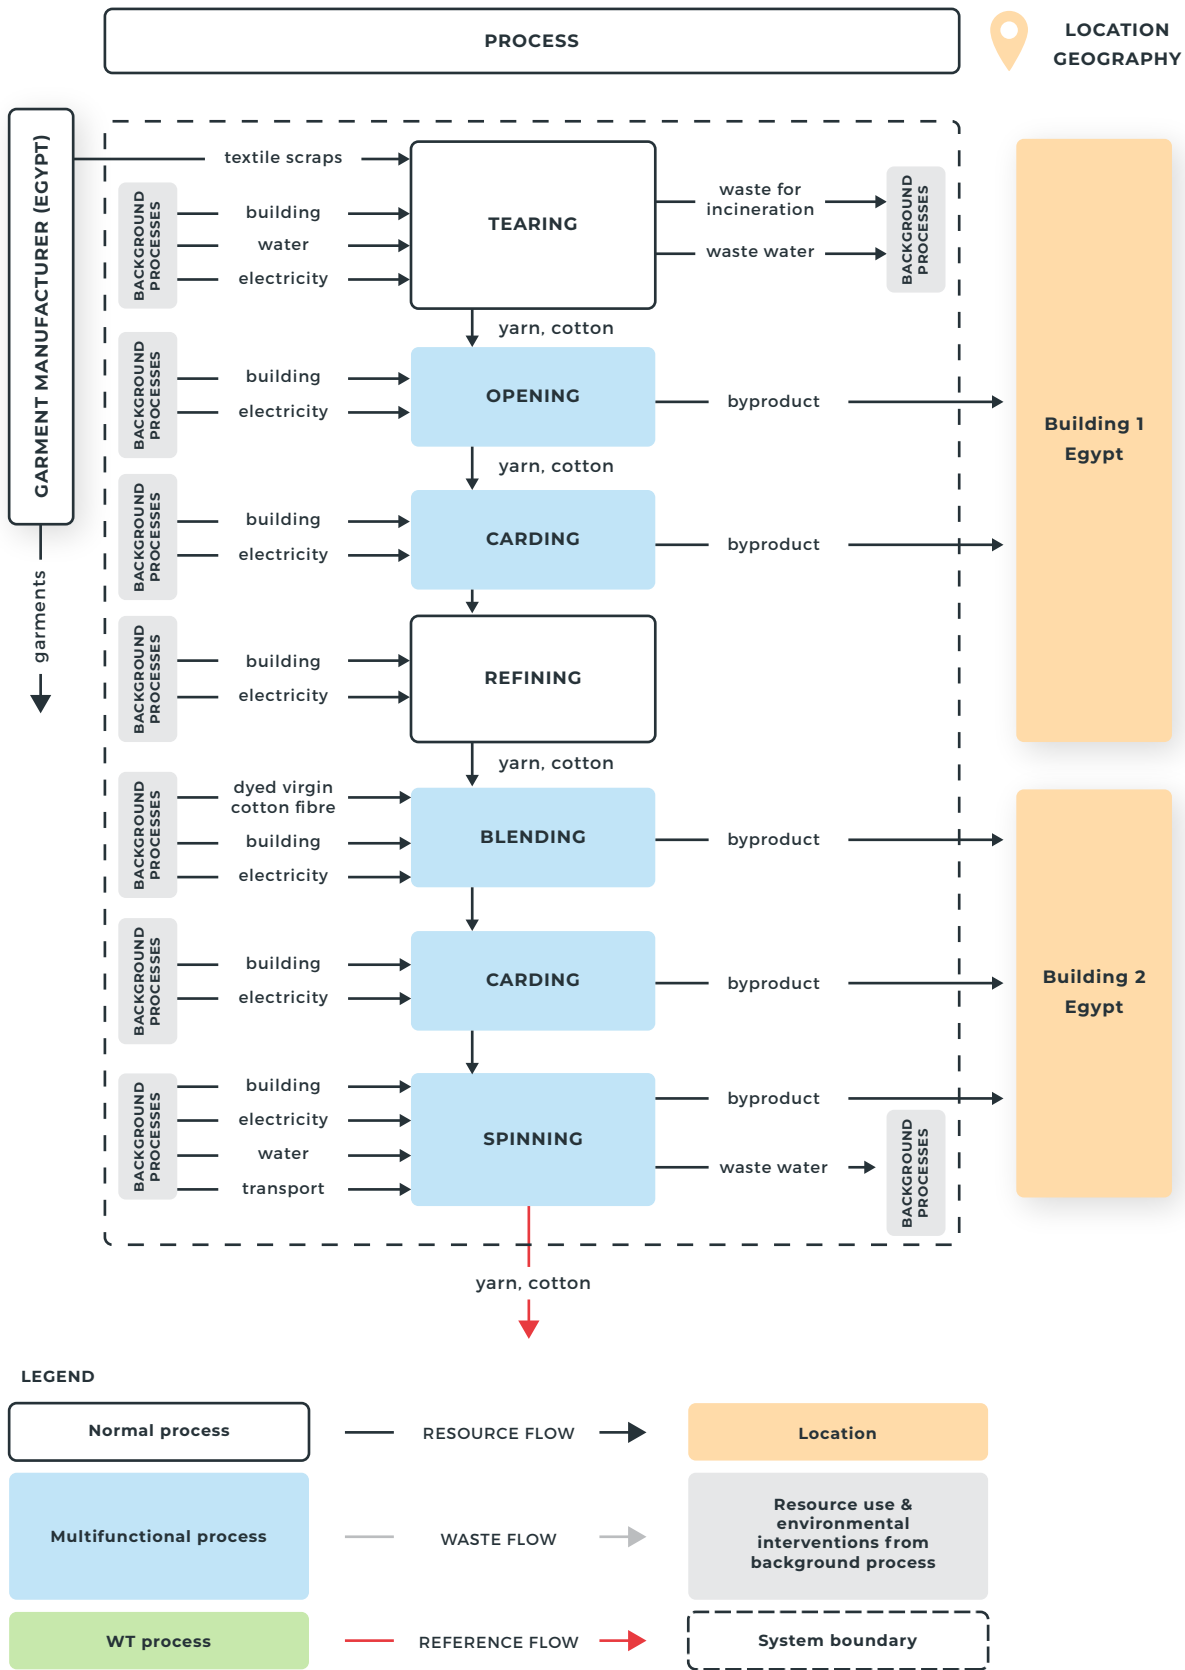 PROCESS
LOCATION
GEOGRAPHY
GARMENT MANUFACTURER (EGYPT)
garments
textile scraps
BACKGROUND
PROCESSES
building
water
electricity
TEARING
waste for
incineration
waste water
BACKGROUND
PROCESSES
yarn, cotton
BACKGROUND
PROCESSES
building
electricity
OPENING
byproduct
Building 1
Egypt
yarn, cotton
BACKGROUND
PROCESSES
building
electricity
CARDING
byproduct
BACKGROUND
PROCESSES
building
electricity
REFINING
yarn, cotton
BACKGROUND
PROCESSES
dyed virgin
cotton fibre
building
electricity
BLENDING
byproduct
BACKGROUND
PROCESSES
building
electricity
CARDING
byproduct
Building 2
Egypt
BACKGROUND
PROCESSES
building
electricity
water
transport
SPINNING
byproduct
waste water
BACKGROUND
PROCESSES
yarn, cotton
LEGEND
Normal process
RESOURCE FLOW
Location
Multifunctional process
WASTE FLOW
Resource use &
environmental
interventions from
background process
WT process
REFERENCE FLOW
System boundary